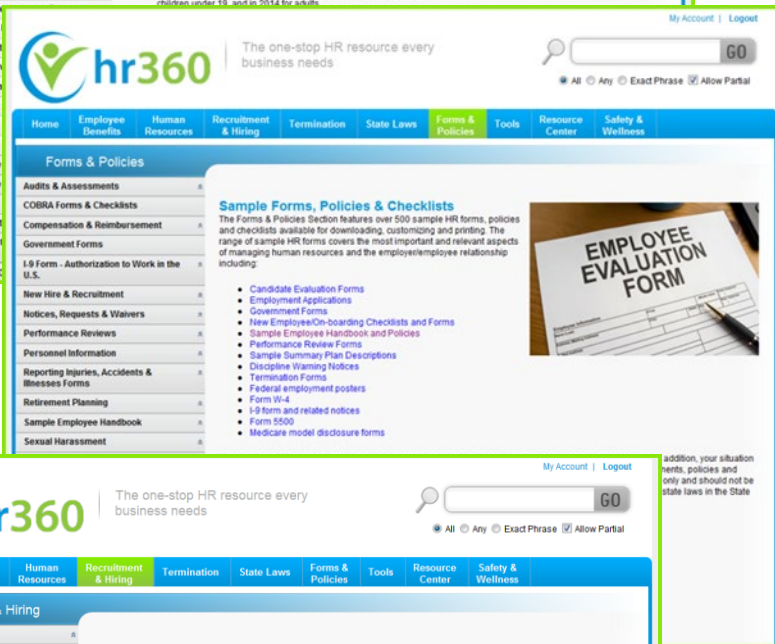 children under 19, and in 2014 for adults
My Account | Logout
hr360
The one-stop HR resource every
business needs
GO
All Any Exact Phrase Allow Partial
Home Employee Benefits Human Resources Recruitment & Hiring Termination State Laws Forms & Policies Tools Resource Center Safety & Wellness
Forms & Policies
Audits & Assessments
COBRA Forms & Checklists
Compensation & Reimbursement
Government Forms
I-9 Form - Authorization to Work in the
U.S.
New Hire & Recruitment
Notices, Requests & Waivers
Performance Reviews
Personnel Information
Reporting Injuries, Accidents &
Illnesses Forms
Retirement Planning
Sample Employee Handbook
Sexual Harassment
Sample Forms, Policies & Checklists
The Forms & Policies Section features over 500 sample HR forms, policies
and checklists available for downloading, customizing and printing. The
range of sample HR forms covers the most important and relevant aspects
of managing human resources and the employer/employee relationship
including:
Candidate Evaluation Forms
Employment Applications
Government Forms
New Employee/On-boarding Checklists and Forms
Sample Employee Handbook and Policies
Performance Review Forms
Sample Summary Plan Descriptions
Discipline Warning Notices
Termination Forms
Federal employment posters
Form W-4
I-9 form and related notices
Form 5500
Medicare model disclosure forms
EMPLOYEE
EVALUATION
FORM
addition, your situation
ments, policies and
only and should not be
state laws in the State
My Account | Logout
r360
The one-stop HR resource every
business needs
GO
All Any Exact Phrase Allow Partial
Human Resources Recruitment & Hiring Termination State Laws Forms & Policies Tools Resource Center Safety & Wellness
& Hiring